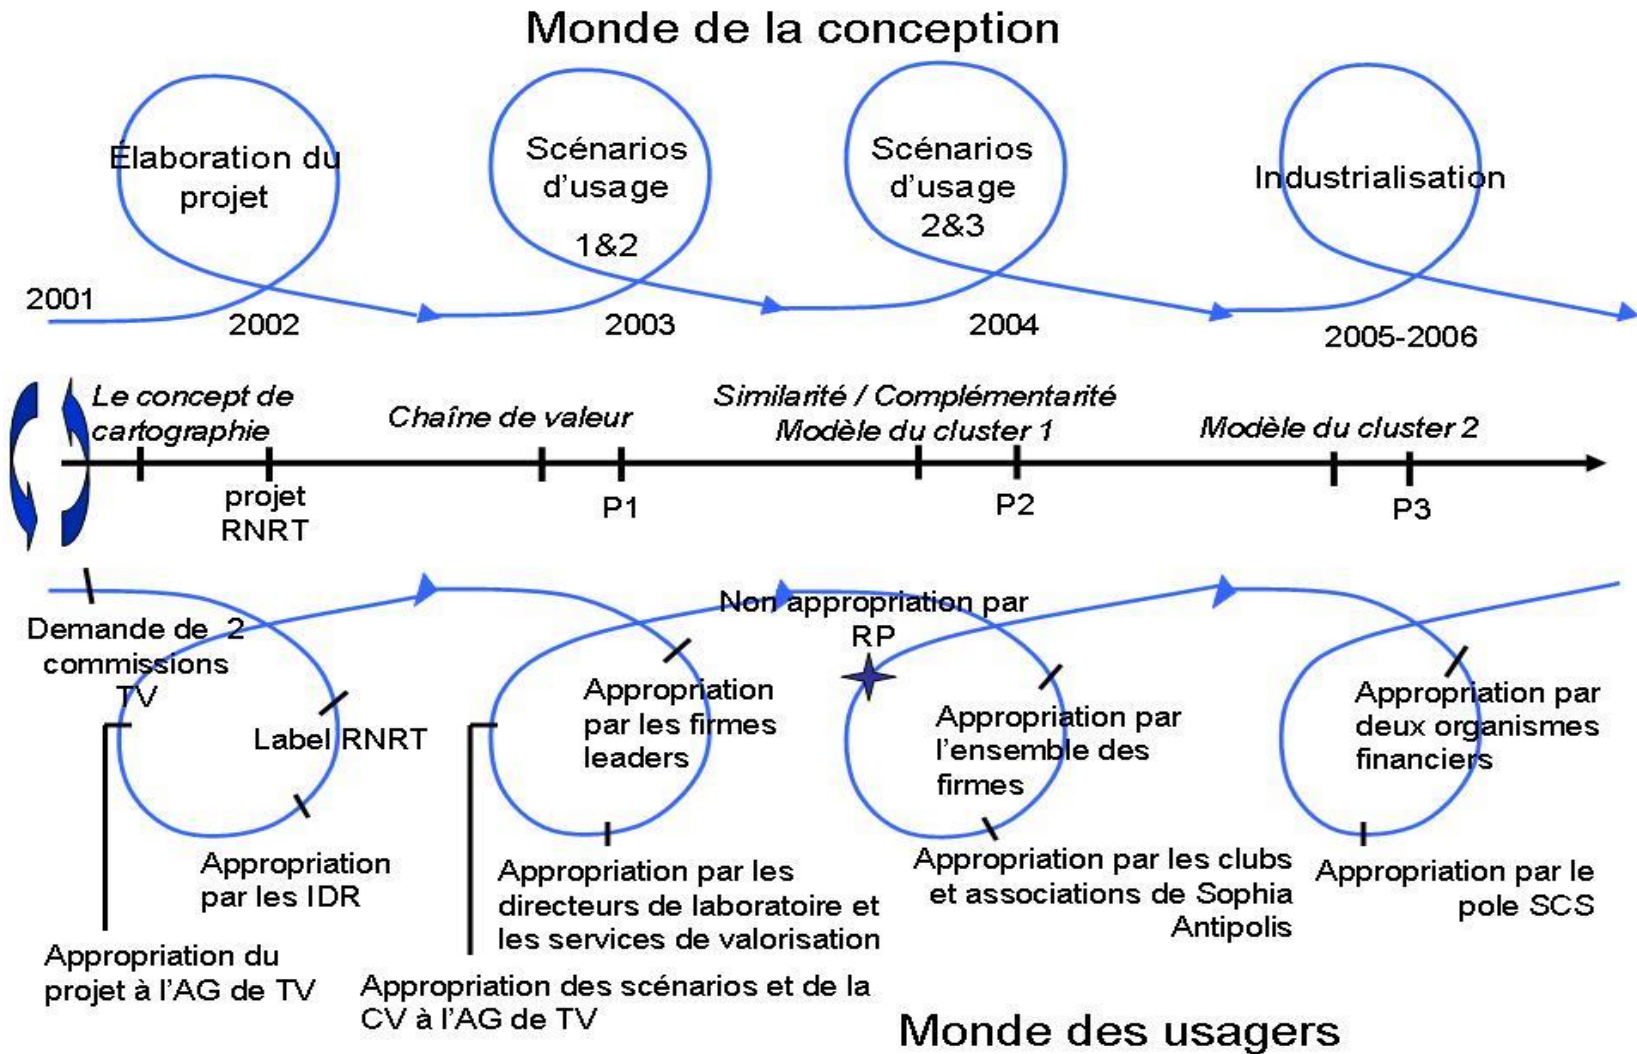 Monde de la conception
Élaboration du
projet
Scénarios
d'usage
1&2
Scénarios
d'usage
2&3
Industrialisation
2001
2002
2003
2004
2005-2006
Le concept de
cartographie
Chaîne de valeur
Similarité / Complémentarité
Modèle du cluster 1
Modèle du cluster 2
projet
RNRT
P1
P2
P3
Demande de 2
commissions
TV
Label RNRT
Appropriation
par les IDR
Appropriation du
projet à l'AG de TV
Appropriation
par les firmes
leaders
Appropriation par les
directeurs de laboratoire et
les services de valorisation
Appropriation des scénarios et de la
CV à l'AG de TV
Non appropriation par
RP
Appropriation par
l'ensemble des
firmes
Appropriation par les clubs
et associations de Sophia
Antipolis
Appropriation par
deux organismes
financiers
Appropriation par le
pole SCS
Monde des usagers